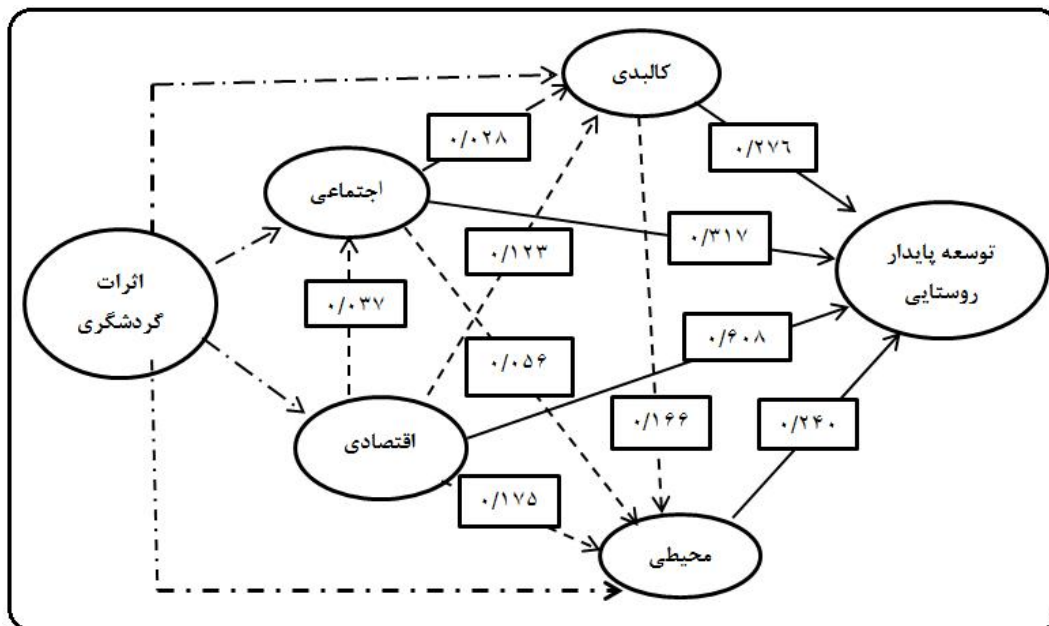 کالبدی
۰/۰۲۸
۰/۲۷۶
اجتماعی
۰/۳۱۷
توسعه پایدار
روستایی
۰/۱۲۳
اثرات
گردشگری
۰/۰۳۷
۰/۶۰۸
۰/۰۵۶
۰/۱۶۶
۰/۲۴۰
اقتصادی
۰/۱۷۵
محیطی